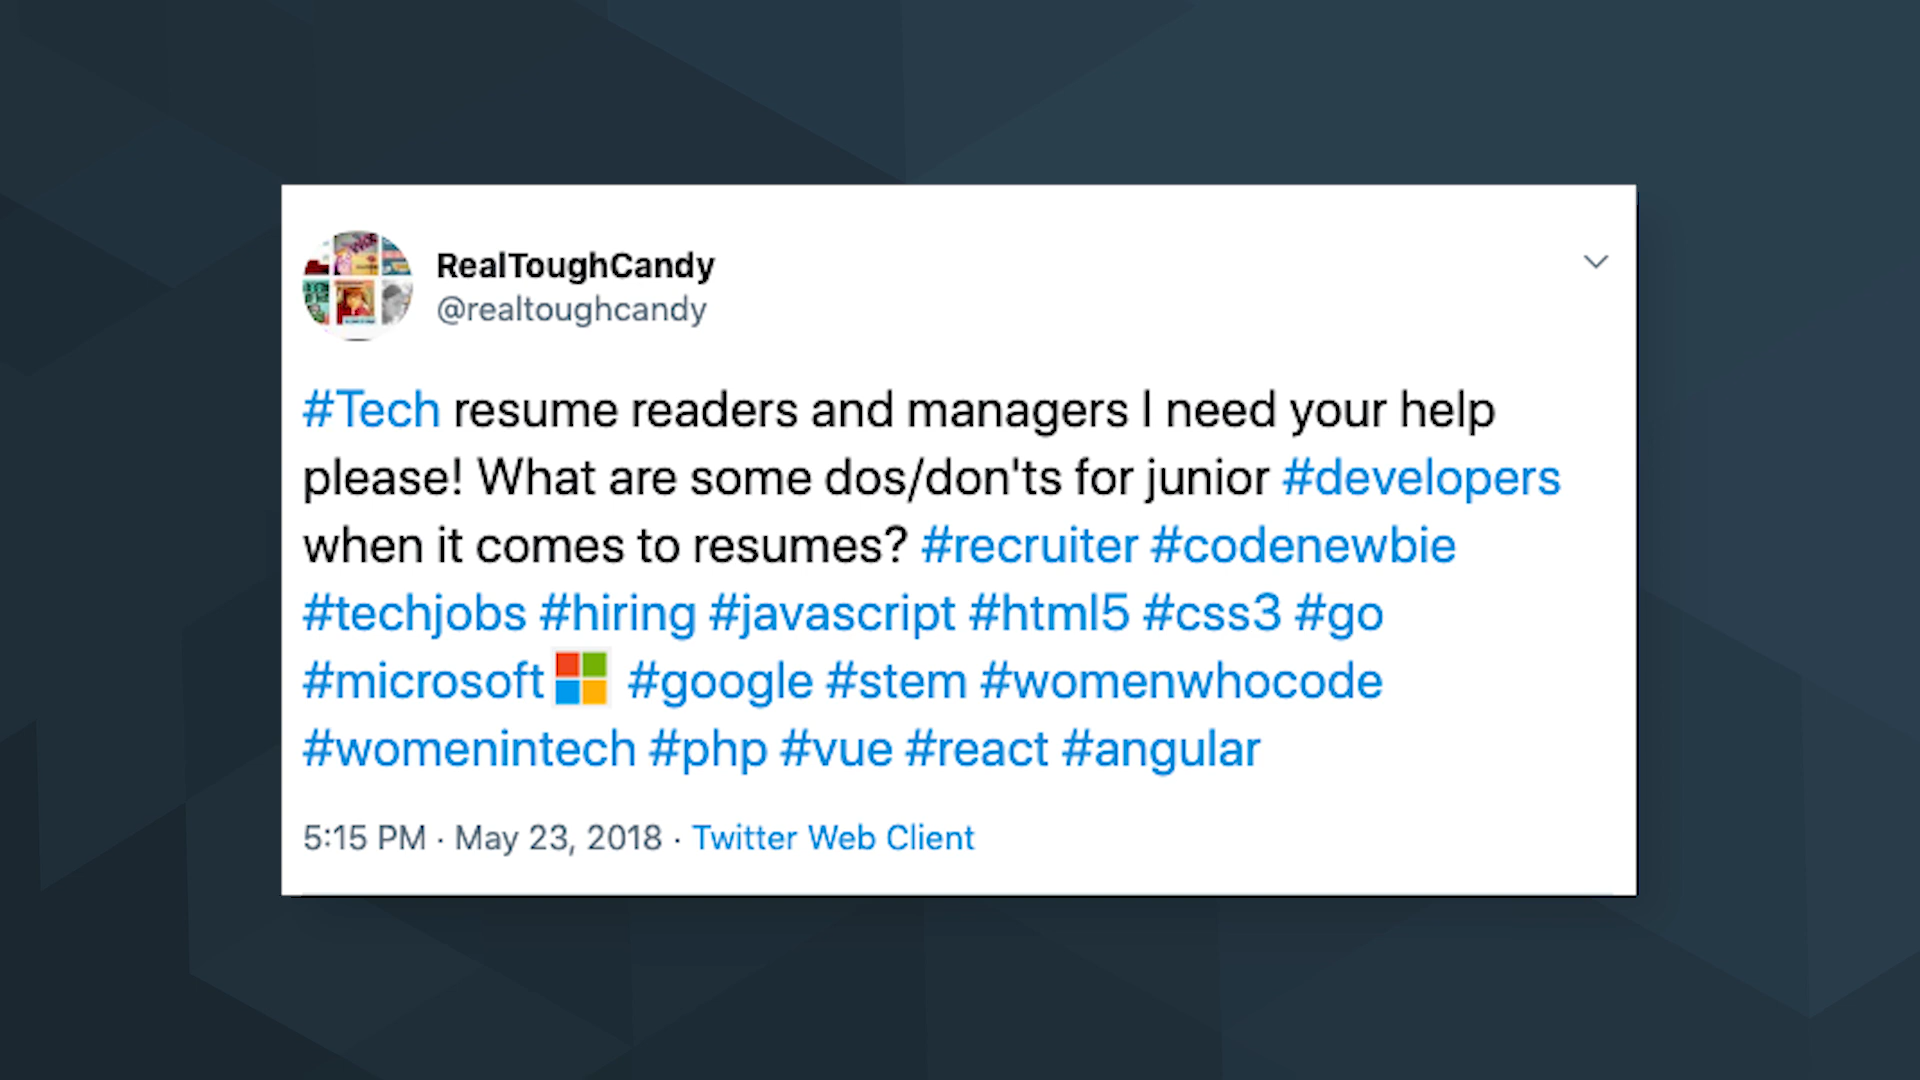 RealToughCandy
@realtoughcandy
#Tech resume readers and managers I need your help
please! What are some dos/don'ts for junior #developers
when it comes to resumes? #recruiter #codenewbie
#techjobs #hiring #javascript #html5 #css3 #go
#microsoft #google #stem #womenwhocode
#womenintech #php #vue #react #angular
5:15 PM · May 23, 2018 · Twitter Web Client